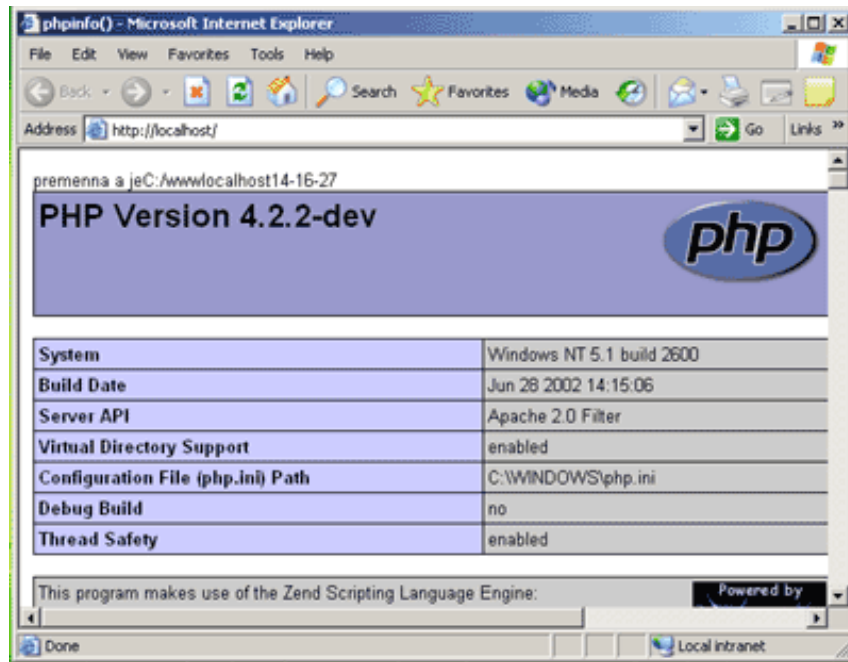 phpinfo() - Microsoft Internet Explorer
File Edit View Favorites Tools Help
Back Search Favorites Media
Address http://localhost/ Go Links »
premenna a jeC:/wwwlocalhost14-16-27
PHP Version 4.2.2-dev
php
System Windows NT 5.1 build 2600
Build Date Jun 28 2002 14:15:06
Server API Apache 2.0 Filter
Virtual Directory Support enabled
Configuration File (php.ini) Path C:\WINDOWS\php.ini
Debug Build no
Thread Safety enabled
This program makes use of the Zend Scripting Language Engine: Powered by
Done Local intranet